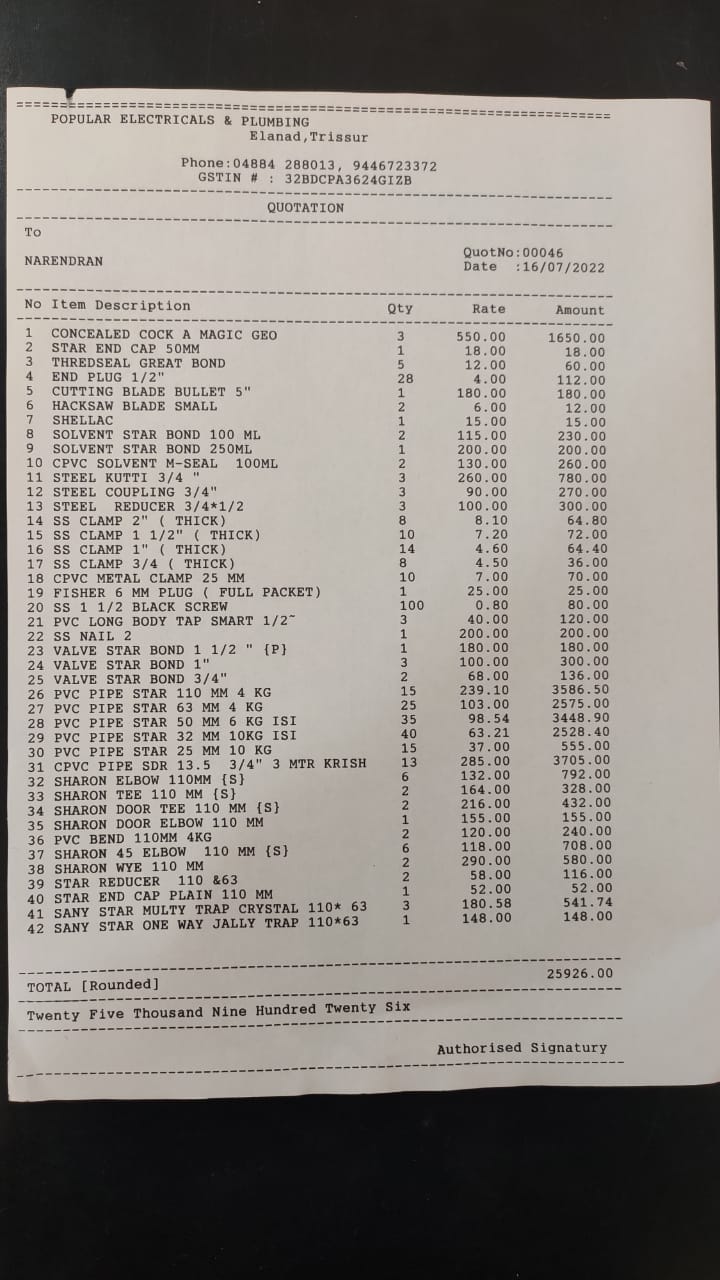 POPULAR ELECTRICALS & PLUMBING
Elanad,Trissur
Phone:04884 288013, 9446723372
GSTIN # : 32BDCPA3624GIZB
QUOTATION
To
QuotNo:00046
NARENDRAN
Date :16/07/2022
No Item Description Qty Rate Amount
1 CONCEALED COCK A MAGIC GEO 3 550.00 1650.00
2 STAR END CAP 50MM 1 18.00 18.00
3 THREDSEAL GREAT BOND 5 12.00 60.00
4 END PLUG 1/2" 28 4.00 112.00
5 CUTTING BLADE BULLET 5" 1 180.00 180.00
6 HACKSAW BLADE SMALL 2 6.00 12.00
7 SHELLAC 1 15.00 15.00
8 SOLVENT STAR BOND 100 ML 2 115.00 230.00
9 SOLVENT STAR BOND 250ML 1 200.00 200.00
10 CPVC SOLVENT M-SEAL 100ML 2 130.00 260.00
11 STEEL KUTTI 3/4 " 3 260.00 780.00
12 STEEL COUPLING 3/4" 3 90.00 270.00
13 STEEL REDUCER 3/4*1/2 3 100.00 300.00
14 SS CLAMP 2" ( THICK) 8 8.10 64.80
15 SS CLAMP 1 1/2" ( THICK) 10 7.20 72.00
16 SS CLAMP 1" ( THICK) 14 4.60 64.40
17 SS CLAMP 3/4 ( THICK) 8 4.50 36.00
18 CPVC METAL CLAMP 25 MM 10 7.00 70.00
19 FISHER 6 MM PLUG ( FULL PACKET) 1 25.00 25.00
20 SS 1 1/2 BLACK SCREW 100 0.80 80.00
21 PVC LONG BODY TAP SMART 1/2~ 3 40.00 120.00
22 SS NAIL 2 1 200.00 200.00
23 VALVE STAR BOND 1 1/2 " {P} 1 180.00 180.00
24 VALVE STAR BOND 1" 3 100.00 300.00
25 VALVE STAR BOND 3/4" 2 68.00 136.00
26 PVC PIPE STAR 110 MM 4 KG 15 239.10 3586.50
27 PVC PIPE STAR 63 MM 4 KG 25 103.00 2575.00
28 PVC PIPE STAR 50 MM 6 KG ISI 35 98.54 3448.90
29 PVC PIPE STAR 32 MM 10KG ISI 40 63.21 2528.40
30 PVC PIPE STAR 25 MM 10 KG 15 37.00 555.00
31 CPVC PIPE SDR 13.5 3/4" 3 MTR KRISH 13 285.00 3705.00
32 SHARON ELBOW 110MM {S} 6 132.00 792.00
33 SHARON TEE 110 MM {S} 2 164.00 328.00
34 SHARON DOOR TEE 110 MM {S} 2 216.00 432.00
35 SHARON DOOR ELBOW 110 MM 1 155.00 155.00
36 PVC BEND 110MM 4KG 2 120.00 240.00
37 SHARON 45 ELBOW 110 MM {S} 6 118.00 708.00
38 SHARON WYE 110 MM 2 290.00 580.00
39 STAR REDUCER 110 &63 2 58.00 116.00
40 STAR END CAP PLAIN 110 MM 1 52.00 52.00
41 SANY STAR MULTY TRAP CRYSTAL 110* 63 3 180.58 541.74
42 SANY STAR ONE WAY JALLY TRAP 110*63 1 148.00 148.00
TOTAL [Rounded] 25926.00
Twenty Five Thousand Nine Hundred Twenty Six
Authorised Signatury